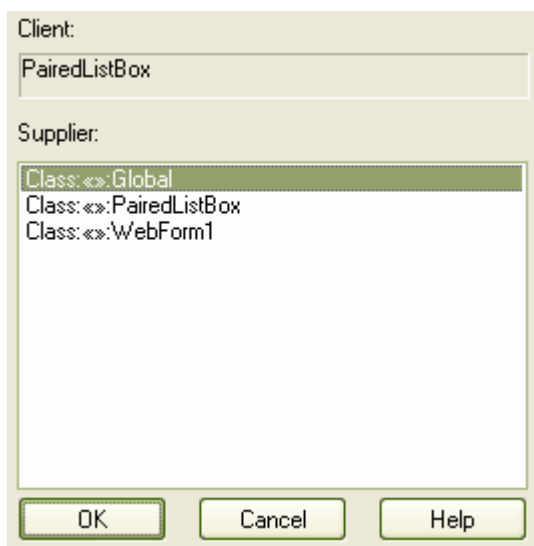 Client:
PairedListBox
Supplier:
Class:«»:Global
Class:«»:PairedListBox
Class:«»:WebForm1
OK Cancel Help